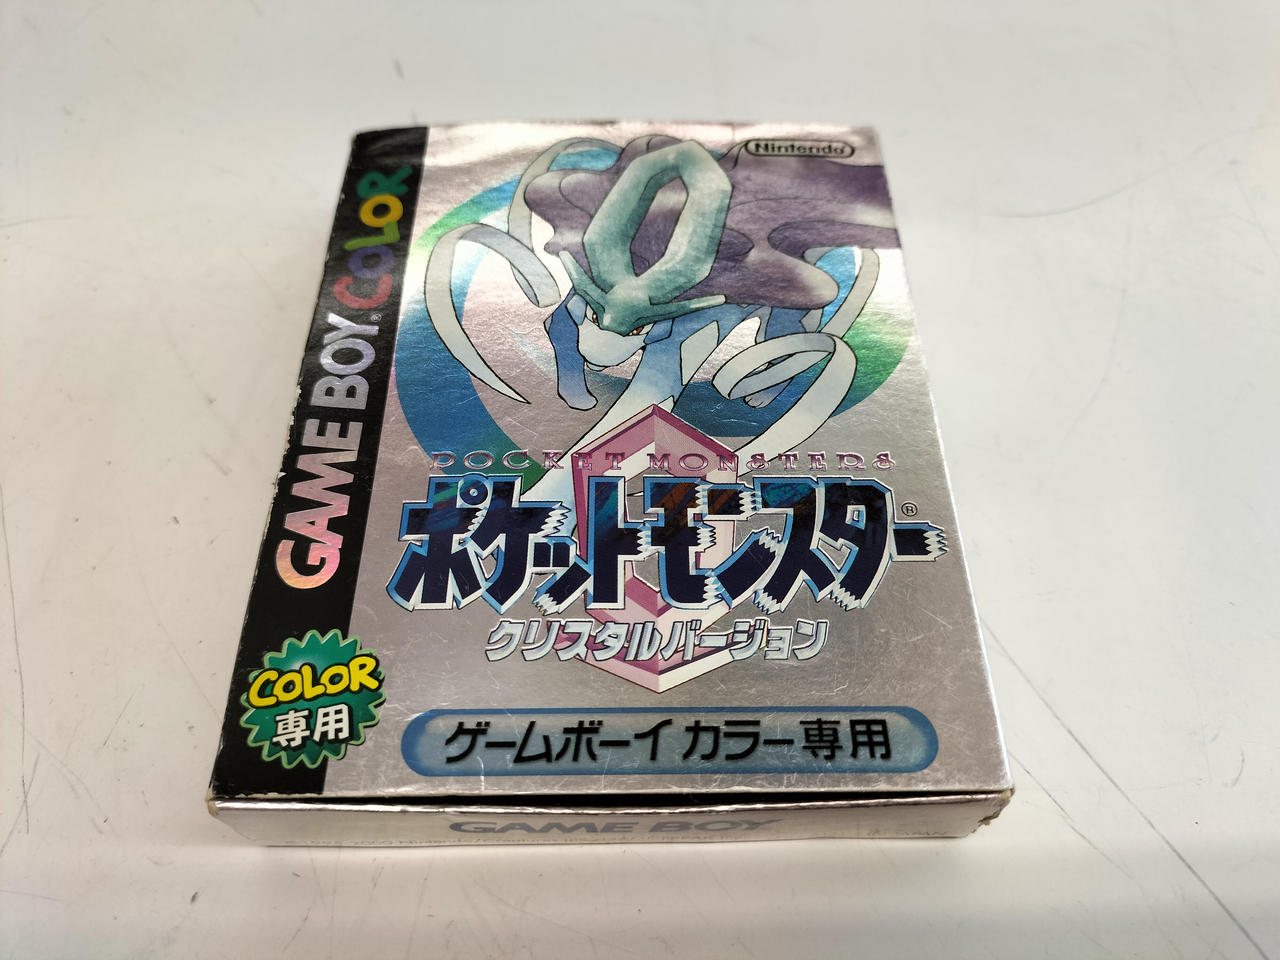 Nintendo
GAME BOY® COLOR
POCKET MONSTERS
ポケットモンスター®
クリスタルバージョン
COLOR
専用
ゲームボーイ カラー専用
GAME BOY